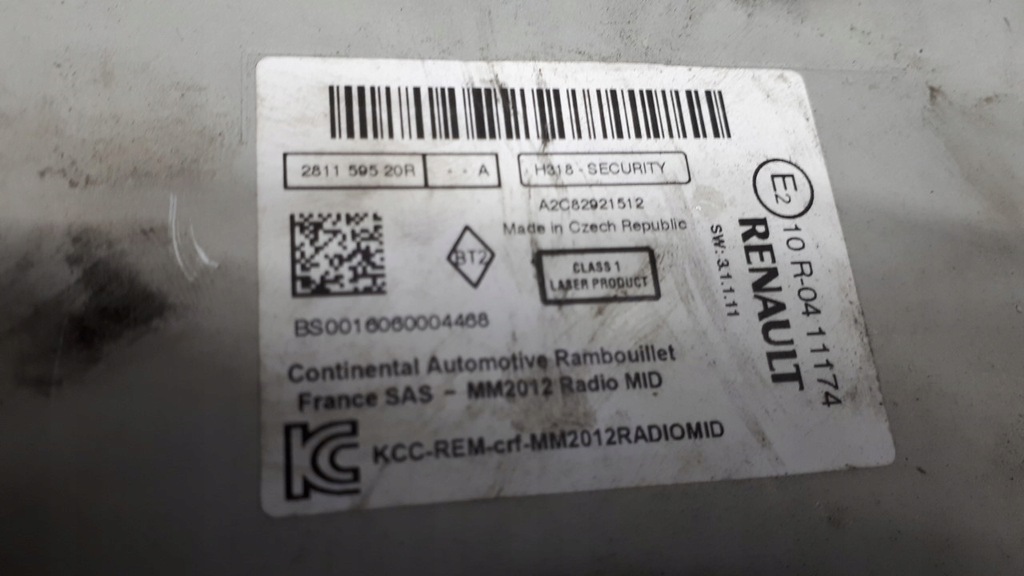 2811 595 20R - - A
H318 - SECURITY
A2C82921512
Made in Czech Republic
BT2
CLASS 1
LASER PRODUCT
BS0016060004468
Continental Automotive Rambouillet
France SAS - MM2012 Radio MID
KCC-REM-crf-MM2012RADIOMID
E2
10 R-04 11174
RENAULT
SW: 3.1.1.11